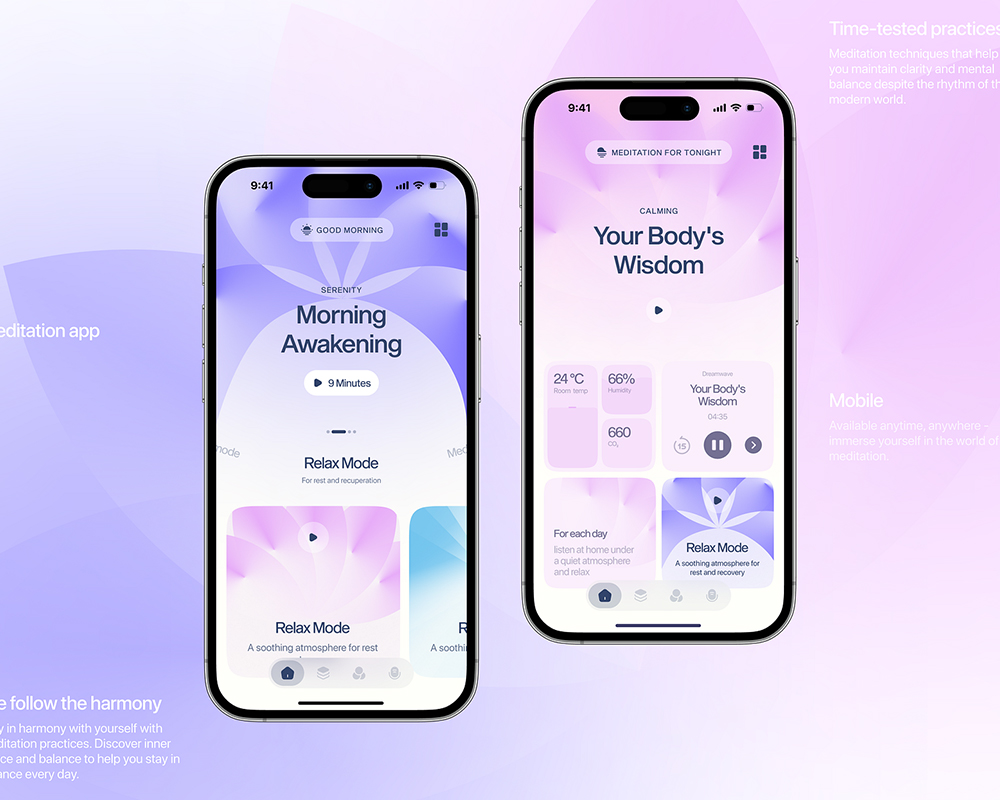 Time-tested practices
Meditation techniques that help
you maintain clarity and mental
balance despite the rhythm of
modern world.
9:41
MEDITATION FOR TONIGHT
CALMING
Your Body's
Wisdom
24 °C
Room temp
66%
Humidity
660
CO₂
Dreamwave
Your Body's
Wisdom
04:35
15
For each day
listen at home under
a quiet atmosphere
and relax
Relax Mode
A soothing atmosphere for
rest and recovery
9:41
GOOD MORNING
SERENITY
Morning
Awakening
9 Minutes
Relax Mode
For rest and recuperation
Relax Mode
A soothing atmosphere for rest
A sooth
editation app
Mobile
Available anytime, anywhere –
immerse yourself in the world of
meditation.
e follow the harmony
y in harmony with yourself with
ditation practices. Discover inner
ce and balance to help you stay in
ance every day.